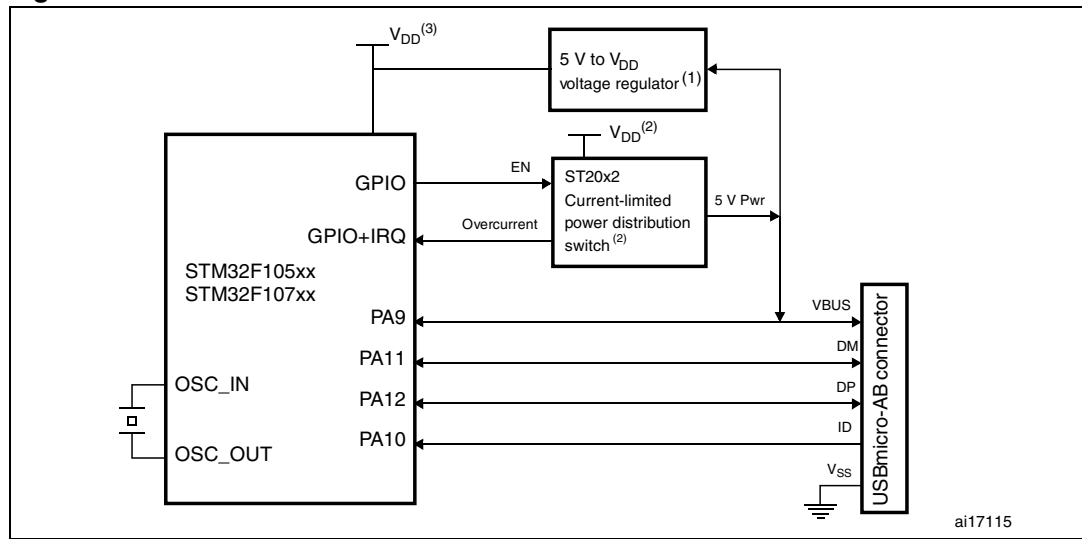 V_DD(3)
5 V to V_DD
voltage regulator(1)
V_DD(2)
GPIO
EN
ST20x2
Current-limited
power distribution
switch(2)
5 V Pwr
Overcurrent
GPIO+IRQ
STM32F105xx
STM32F107xx
PA9
VBUS
PA11
DM
OSC_IN
PA12
DP
PA10
ID
OSC_OUT
V_SS
USBmicro-AB connector
ai17115